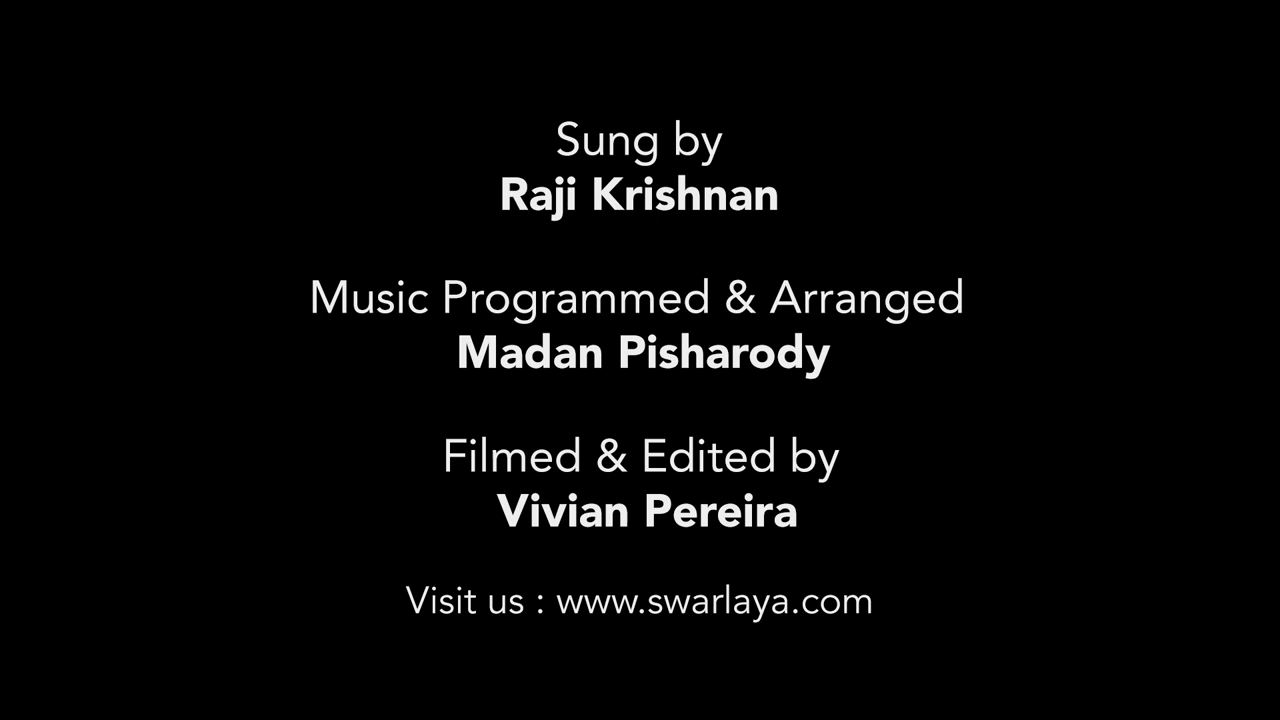 Sung by
Raji Krishnan
Music Programmed & Arranged
Madan Pisharody
Filmed & Edited by
Vivian Pereira
Visit us : www.swarlaya.com